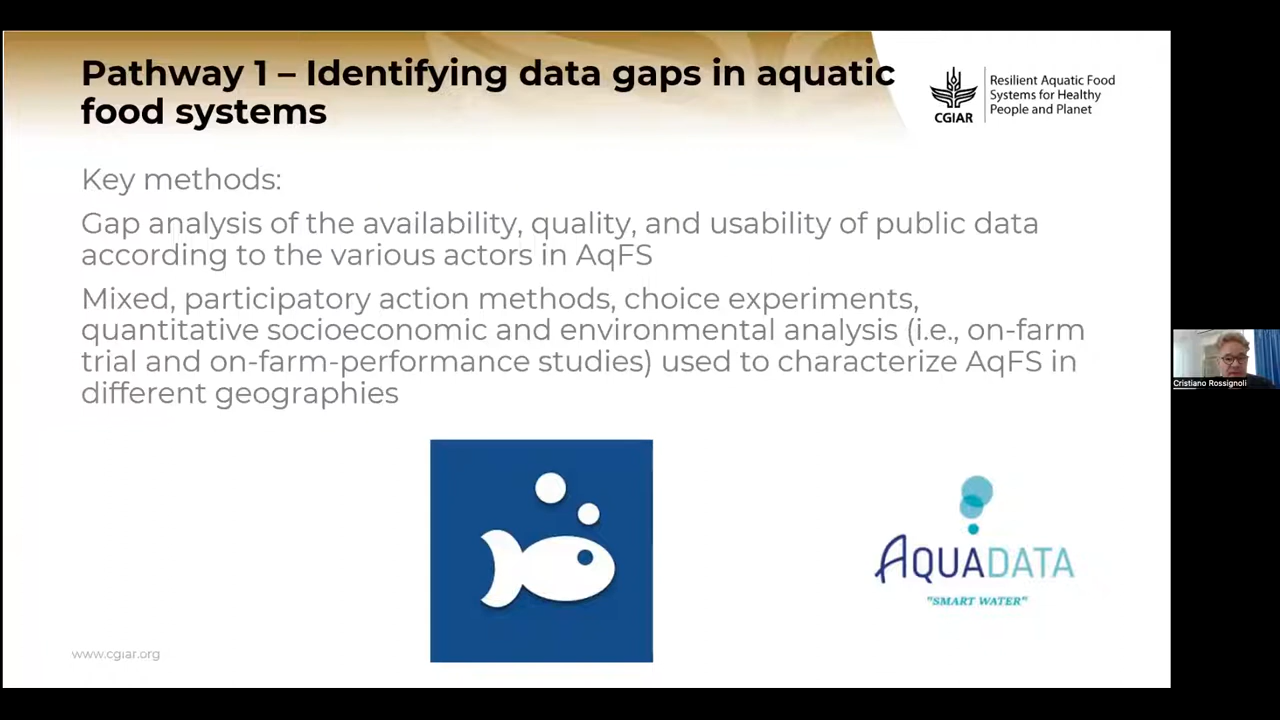 Pathway 1 – Identifying data gaps in aquatic
food systems
CGIAR
Resilient Aquatic Food
Systems for Healthy
People and Planet
Key methods:
Gap analysis of the availability, quality, and usability of public data
according to the various actors in AqFS
Mixed, participatory action methods, choice experiments,
quantitative socioeconomic and environmental analysis (i.e., on-farm
trial and on-farm-performance studies) used to characterize AqFS in
different geographies
AQUADATA
"SMART WATER"
www.cgiar.org
Cristiano Rossignoli